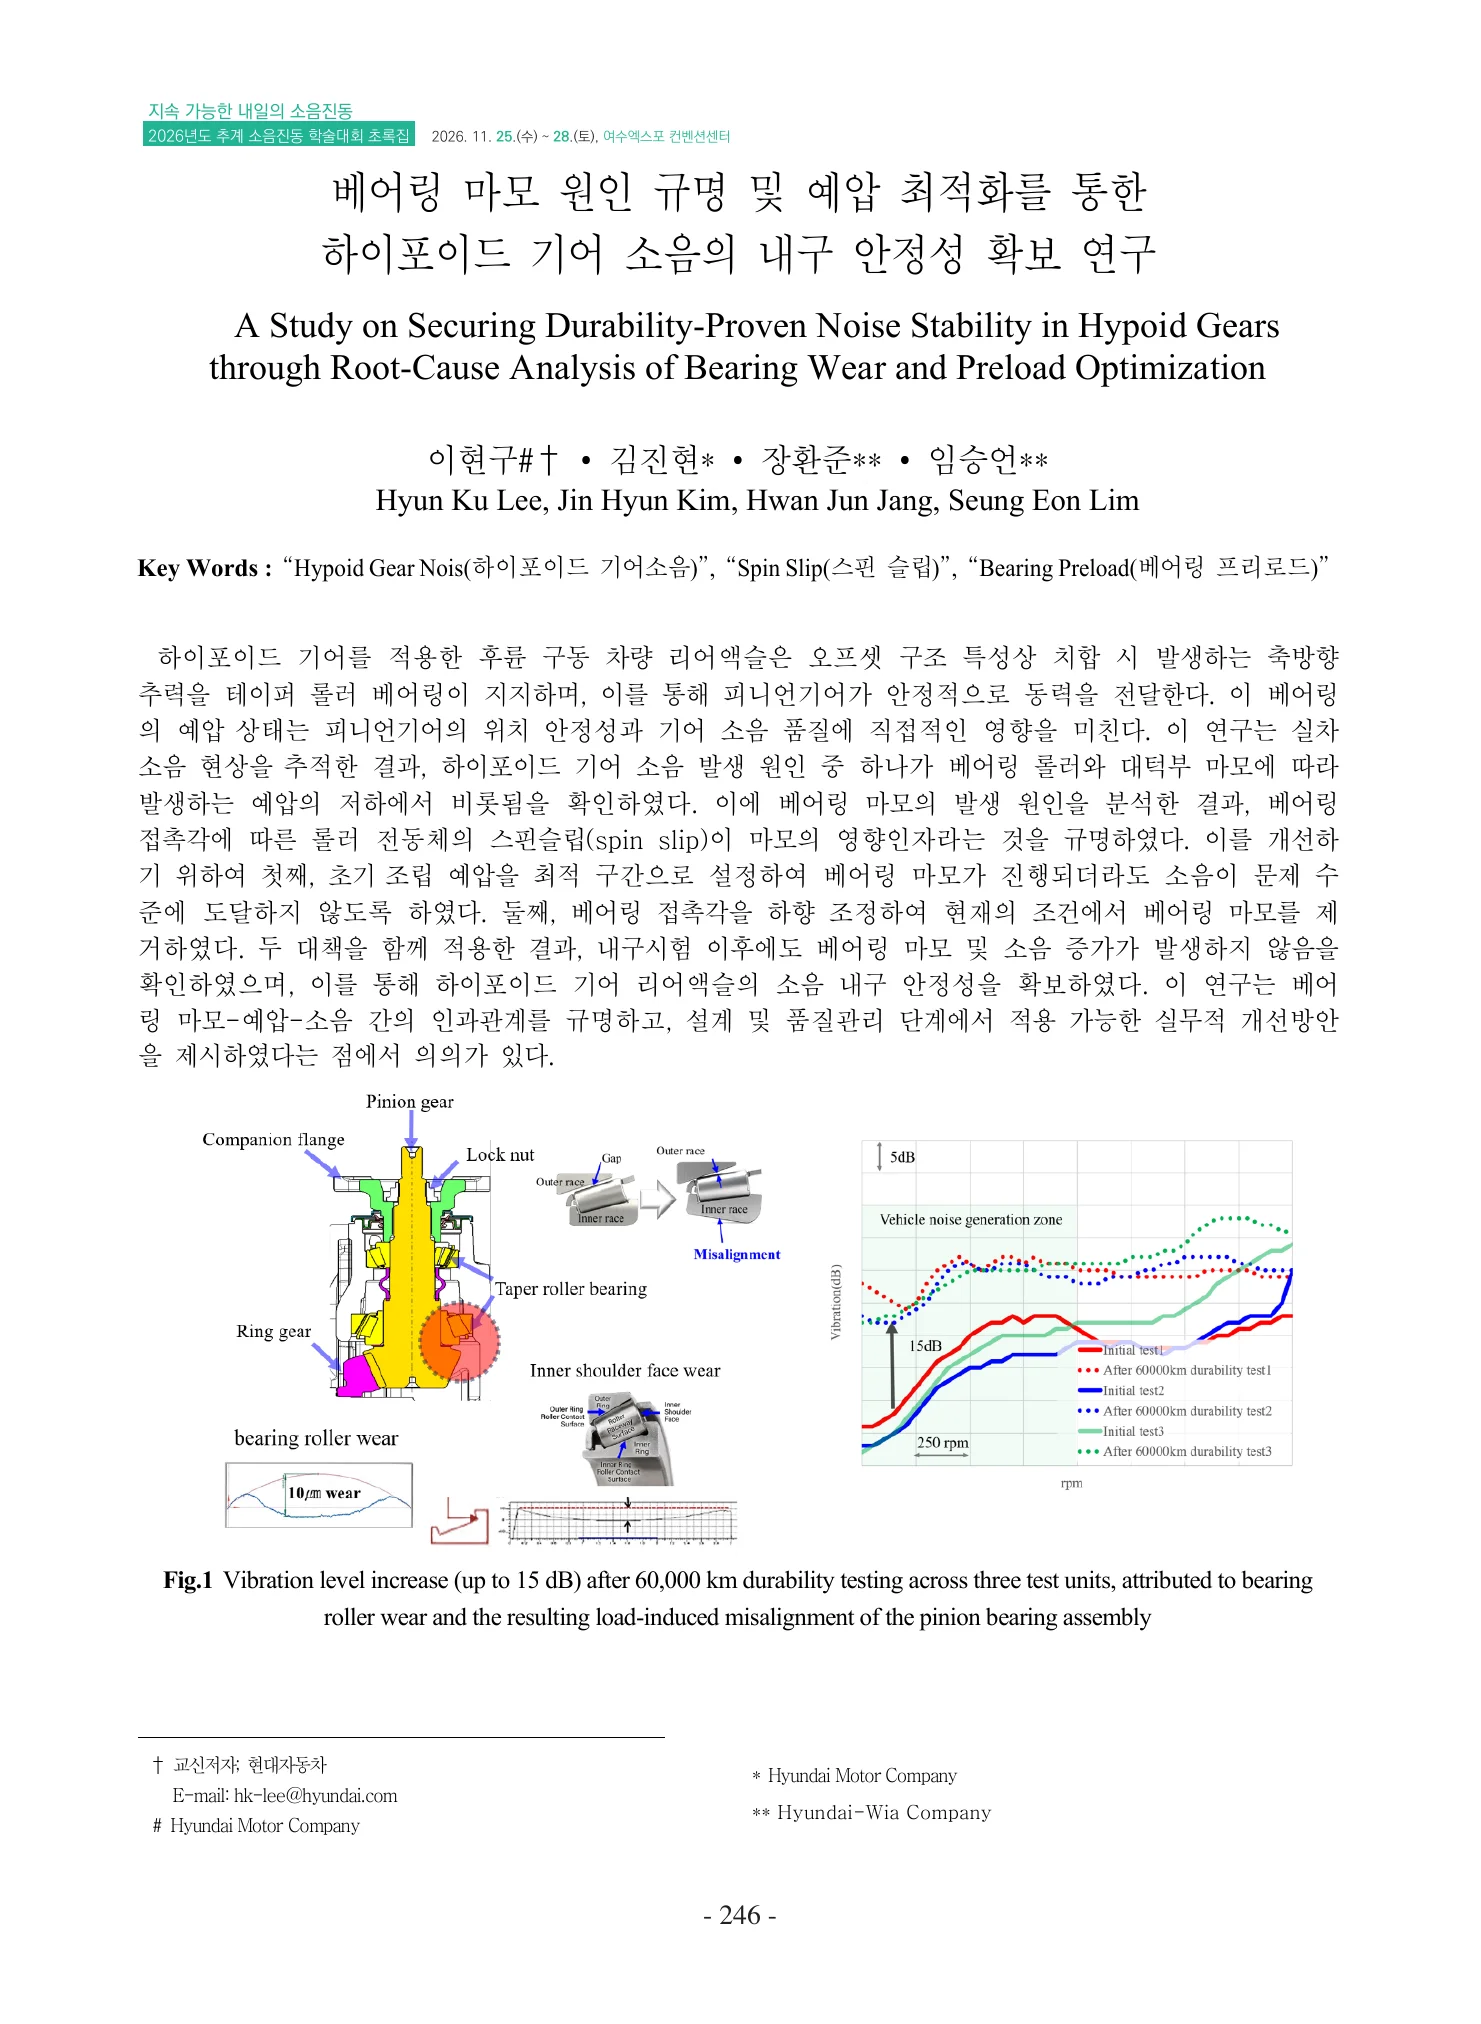 지속 가능한 내일의 소음진동
2026년도 추계 소음진동 학술대회 초록집 2026. 11. 25.(수) ~ 28.(토), 여수엑스포 컨벤션센터
베어링 마모 원인 규명 및 예압 최적화를 통한
하이포이드 기어 소음의 내구 안정성 확보 연구
A Study on Securing Durability-Proven Noise Stability in Hypoid Gears
through Root-Cause Analysis of Bearing Wear and Preload Optimization
이현구#† • 김진현* • 장환준** • 임승언**
Hyun Ku Lee, Jin Hyun Kim, Hwan Jun Jang, Seung Eon Lim
Key Words : “Hypoid Gear Nois(하이포이드 기어소음)”, “Spin Slip(스핀 슬립)”, “Bearing Preload(베어링 프리로드)”
하이포이드 기어를 적용한 후륜 구동 차량 리어액슬은 오프셋 구조 특성상 치합 시 발생하는 축방향
추력을 테이퍼 롤러 베어링이 지지하며, 이를 통해 피니언기어가 안정적으로 동력을 전달한다. 이 베어링
의 예압 상태는 피니언기어의 위치 안정성과 기어 소음 품질에 직접적인 영향을 미친다. 이 연구는 실차
소음 현상을 추적한 결과, 하이포이드 기어 소음 발생 원인 중 하나가 베어링 롤러와 대턱부 마모에 따라
발생하는 예압의 저하에서 비롯됨을 확인하였다. 이에 베어링 마모의 발생 원인을 분석한 결과, 베어링
접촉각에 따른 롤러 전동체의 스핀슬립(spin slip)이 마모의 영향인자라는 것을 규명하였다. 이를 개선하
기 위하여 첫째, 초기 조립 예압을 최적 구간으로 설정하여 베어링 마모가 진행되더라도 소음이 문제 수
준에 도달하지 않도록 하였다. 둘째, 베어링 접촉각을 하향 조정하여 현재의 조건에서 베어링 마모를 제
거하였다. 두 대책을 함께 적용한 결과, 내구시험 이후에도 베어링 마모 및 소음 증가가 발생하지 않음을
확인하였으며, 이를 통해 하이포이드 기어 리어액슬의 소음 내구 안정성을 확보하였다. 이 연구는 베어
링 마모-예압-소음 간의 인과관계를 규명하고, 설계 및 품질관리 단계에서 적용 가능한 실무적 개선방안
을 제시하였다는 점에서 의의가 있다.
Pinion gear
Companion flange
Lock nut
Taper roller bearing
Ring gear
Outer race
Gap
Inner race
Outer race
Inner race
Misalignment
Inner shoulder face wear
Outer Ring
Roller Contact
Surface
Outer
Ring
Inner
Shoulder
Face
Roller
Raceway
Surface
Inner
Ring
Inner Ring
Roller Contact
Surface
bearing roller wear
10㎛ wear
5dB
Vehicle noise generation zone
Vibration(dB)
15dB
250 rpm
Initial test1
After 60000km durability test1
Initial test2
After 60000km durability test2
Initial test3
After 60000km durability test3
rpm
Fig.1 Vibration level increase (up to 15 dB) after 60,000 km durability testing across three test units, attributed to bearing
roller wear and the resulting load-induced misalignment of the pinion bearing assembly
† 교신저자; 현대자동차
E-mail: hk-lee@hyundai.com
# Hyundai Motor Company
* Hyundai Motor Company
** Hyundai-Wia Company
- 246 -